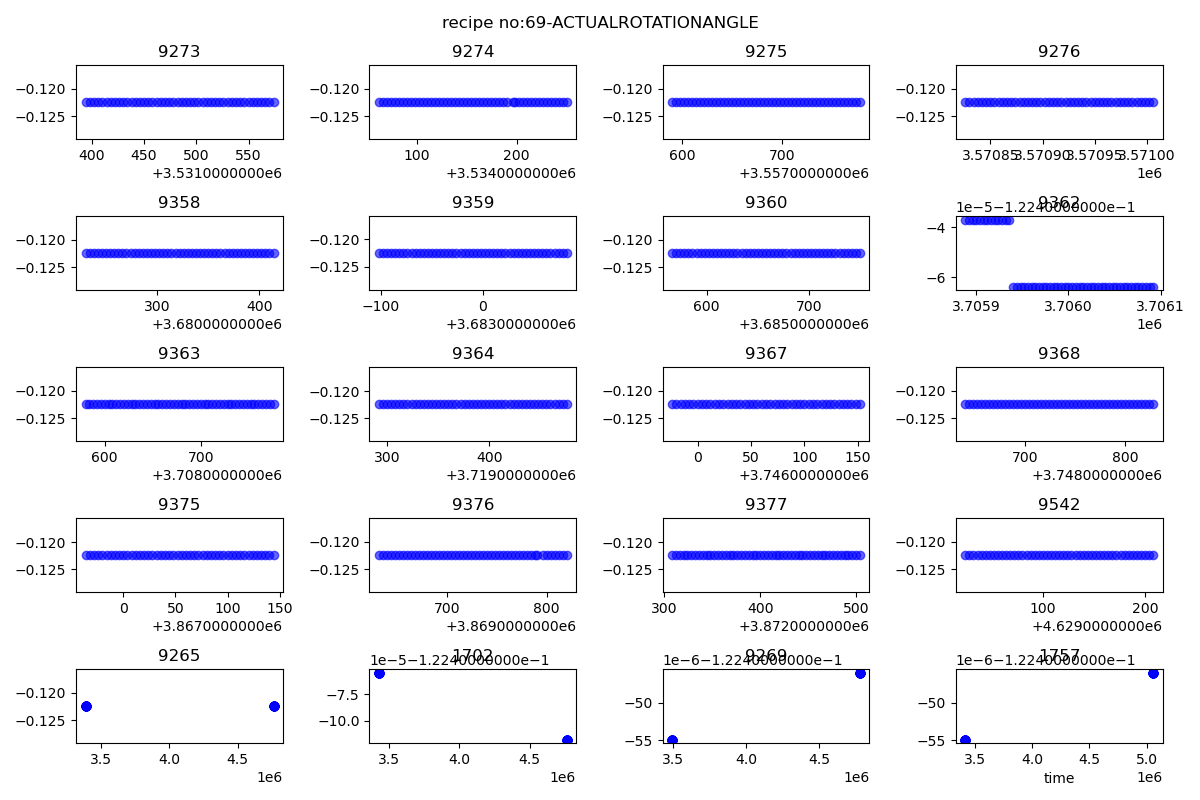 recipe no:69-ACTUALROTATIONANGLE
9273 9274 9275 9276
−0.120 −0.120 −0.120 −0.120
−0.125 −0.125 −0.125 −0.125
400 450 500 550 100 200 600 700 3.57085 3.57090 3.57095 3.57100
+3.5310000000e6 +3.5340000000e6 +3.5570000000e6 1e6
9358 9359 9360 9362
1e−5−1.2240000000e−1
−0.120 −0.120 −0.120 −4
−0.125 −0.125 −0.125 −6
300 400 −100 0 600 700 3.7059 3.7060 3.7061
+3.6800000000e6 +3.6830000000e6 +3.6850000000e6 1e6
9363 9364 9367 9368
−0.120 −0.120 −0.120 −0.120
−0.125 −0.125 −0.125 −0.125
600 700 300 400 0 50 100 150 700 800
+3.7080000000e6 +3.7190000000e6 +3.7460000000e6 +3.7480000000e6
9375 9376 9377 9542
−0.120 −0.120 −0.120 −0.120
−0.125 −0.125 −0.125 −0.125
0 50 100 150 700 800 300 400 500 100 200
+3.8670000000e6 +3.8690000000e6 +3.8720000000e6 +4.6290000000e6
9265 1702 9269 1757
1e−5−1.2240000000e−1 1e−6−1.2240000000e−1 1e−6−1.2240000000e−1
−0.120 −7.5 −50 −50
−0.125 −10.0 −55 −55
3.5 4.0 4.5 3.5 4.0 4.5 3.5 4.0 4.5 3.5 4.0 4.5 5.0
1e6 1e6 1e6 time 1e6